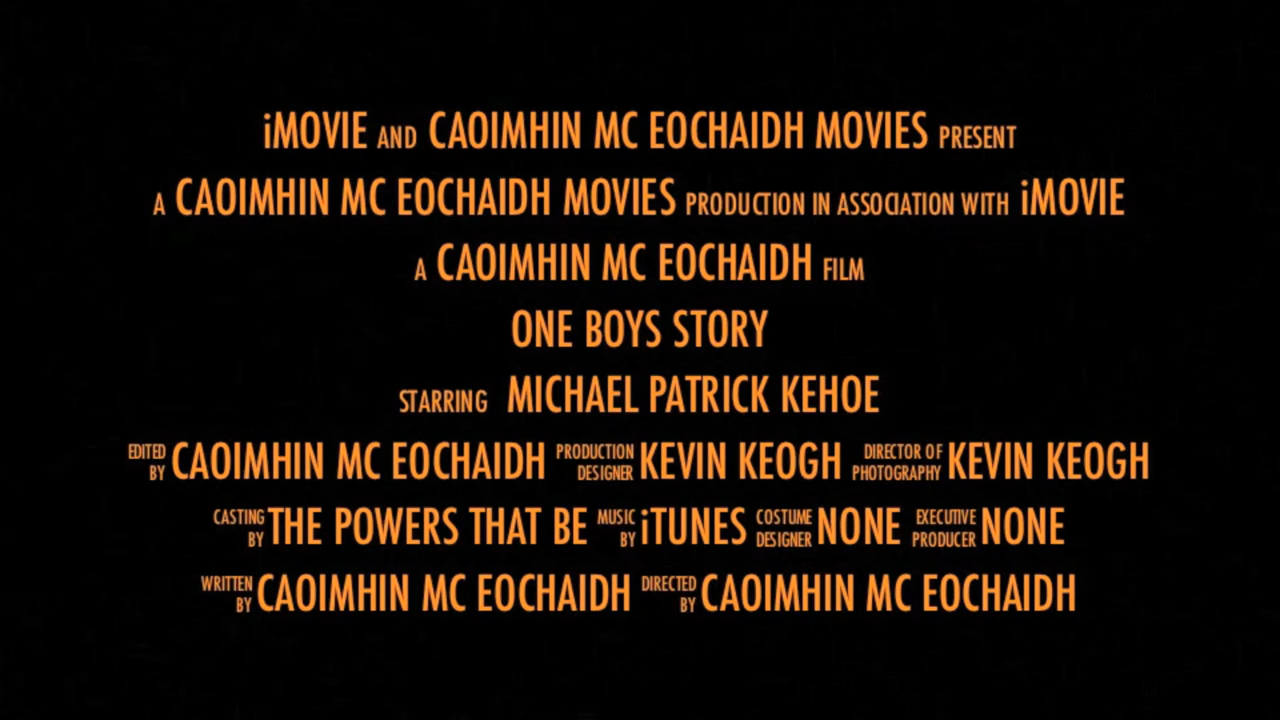 iMOVIE AND CAOIMHIN MC EOCHAIDH MOVIES PRESENT
A CAOIMHIN MC EOCHAIDH MOVIES PRODUCTION IN ASSOCIATION WITH iMOVIE
A CAOIMHIN MC EOCHAIDH FILM
ONE BOYS STORY
STARRING MICHAEL PATRICK KEHOE
EDITED BY CAOIMHIN MC EOCHAIDH PRODUCTION DESIGNER KEVIN KEOGH DIRECTOR OF PHOTOGRAPHY KEVIN KEOGH
CASTING BY THE POWERS THAT BE MUSIC BY iTUNES COSTUME DESIGNER NONE EXECUTIVE PRODUCER NONE
WRITTEN BY CAOIMHIN MC EOCHAIDH DIRECTED BY CAOIMHIN MC EOCHAIDH